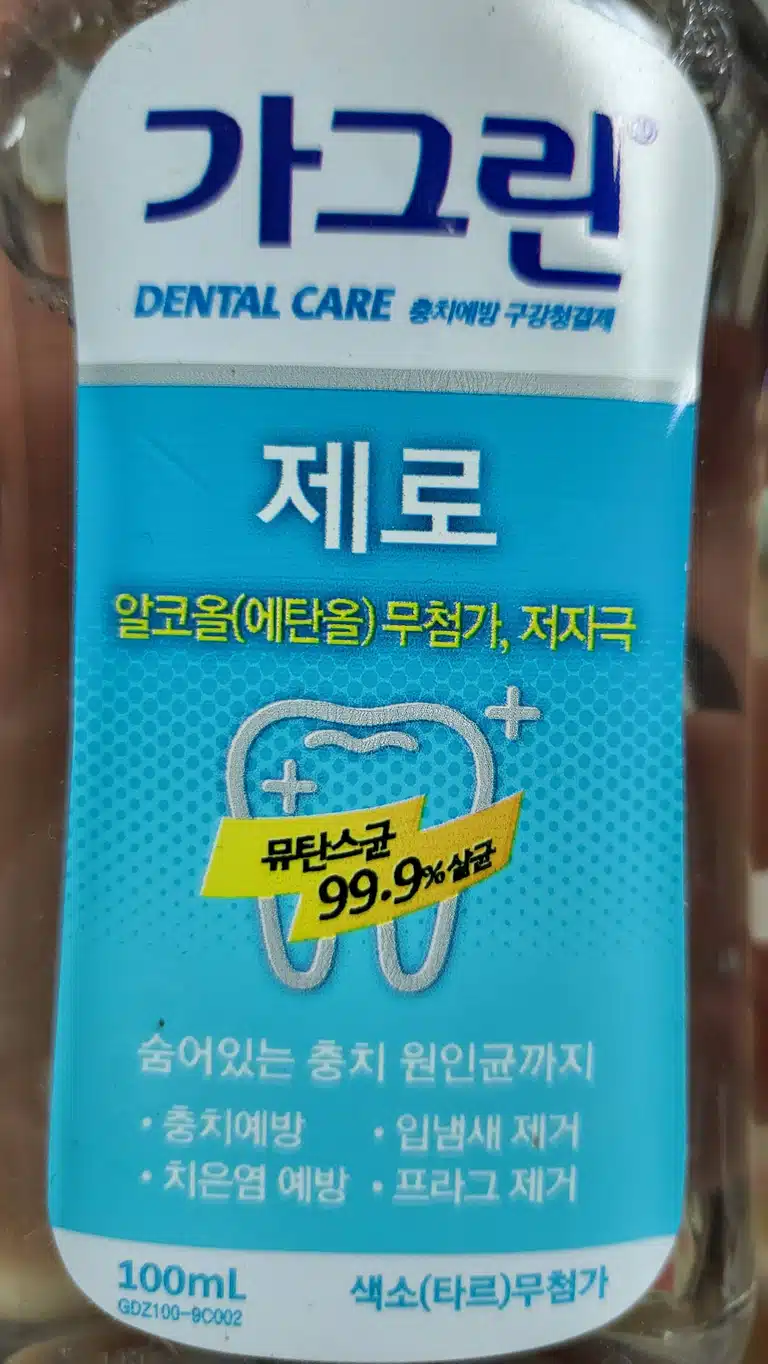 가그린®
DENTAL CARE 충치예방 구강청결제
제로
알코올(에탄올)무첨가, 저자극
뮤탄스균
99.9% 살균
숨어있는 충치 원인균까지
• 충치예방 • 입냄새 제거
• 치은염 예방 • 프라그 제거
100mL
GDZ100-9C002
색소(타르)무첨가